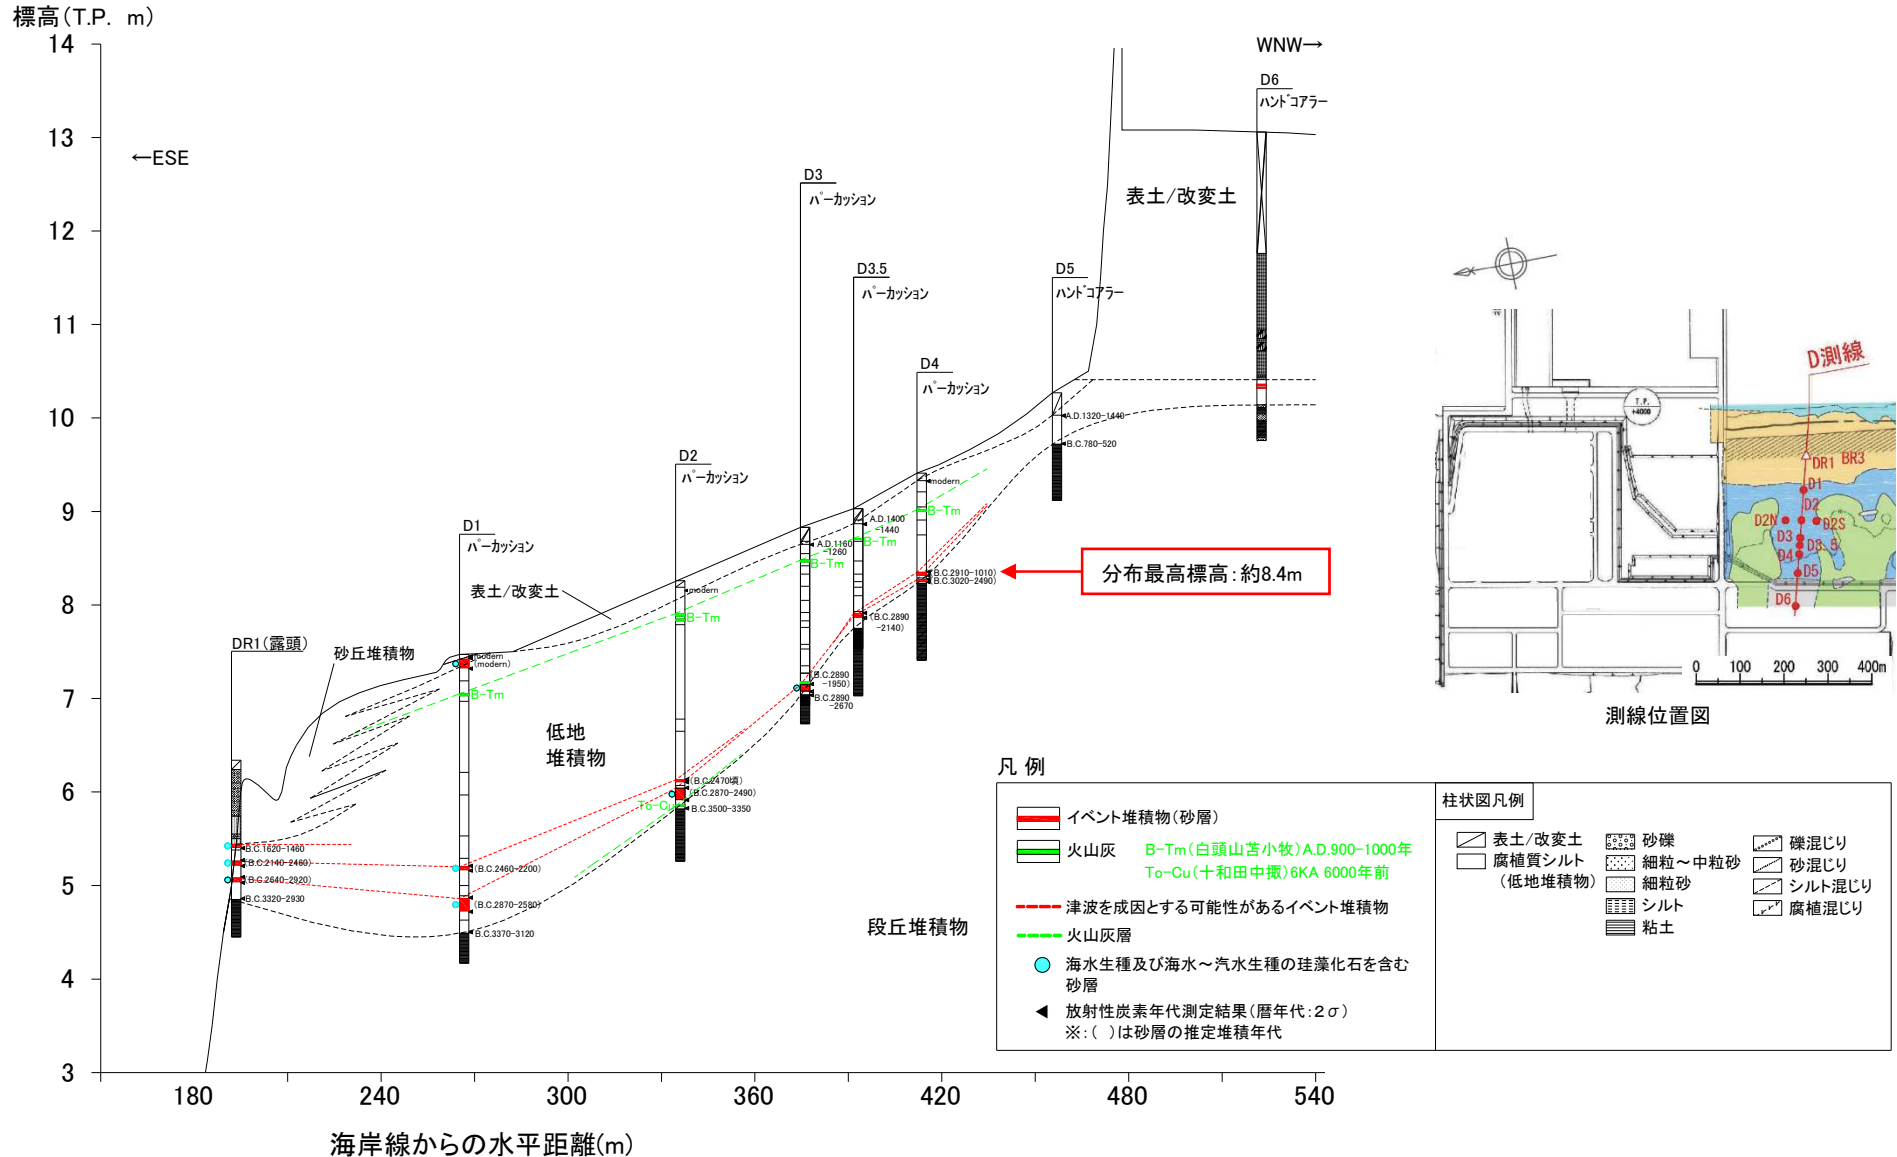 標高(T.P. m)
14
13
12
11
10
9
8
7
6
5
4
3
180
240
300
360
420
480
540
海岸線からの水平距離(m)
←ESE
WNW→
DR1(露頭)
砂丘堆積物
B.C.1620-1460
(B.C.2140-2460)
(B.C.2640-2920)
B.C.3320-2930
D1
パーカッション
modern
(modern)
B-Tm
(B.C.2460-2200)
(B.C.2870-2580)
B.C.3370-3120
低地
堆積物
表土/改変土
D2
パーカッション
modern
B-Tm
(B.C.2470頃)
(B.C.2870-2490)
To-Cu
B.C.3500-3350
D3
パーカッション
A.D.1160
-1260
B-Tm
(B.C.2890
-1950)
B.C.2890
-2670
D3.5
パーカッション
A.D.1400
-1440
B-Tm
(B.C.2890
-2140)
D4
パーカッション
modern
B-Tm
(B.C.2910-1010)
B.C.3020-2490)
D5
ハンドコアラー
A.D.1320-1440
B.C.780-520
D6
ハンドコアラー
表土/改変土
分布最高標高:約8.4m
段丘堆積物
D測線
T.P.
+4000
DR1 BR3
D1
D2
D2N
D2S
D3
D3.5
D4
D5
D6
0 100 200 300 400m
測線位置図
凡 例
イベント堆積物(砂層)
火山灰
B-Tm(白頭山苫小牧)A.D.900-1000年
To-Cu(十和田中掫)6KA 6000年前
津波を成因とする可能性があるイベント堆積物
火山灰層
海水生種及び海水～汽水生種の珪藻化石を含む
砂層
放射性炭素年代測定結果(暦年代:2σ)
※:( )は砂層の推定堆積年代
柱状図凡例
表土/改変土
腐植質シルト
(低地堆積物)
砂礫
細粒～中粒砂
細粒砂
シルト
粘土
礫混じり
砂混じり
シルト混じり
腐植混じり